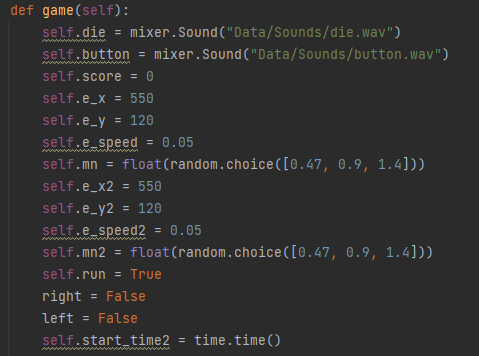 def game(self):
    self.die = mixer.Sound("Data/Sounds/die.wav")
    self.button = mixer.Sound("Data/Sounds/button.wav")
    self.score = 0
    self.e_x = 550
    self.e_y = 120
    self.e_speed = 0.05
    self.mn = float(random.choice([0.47, 0.9, 1.4]))
    self.e_x2 = 550
    self.e_y2 = 120
    self.e_speed2 = 0.05
    self.mn2 = float(random.choice([0.47, 0.9, 1.4]))
    self.run = True
    right = False
    left = False
    self.start_time2 = time.time()